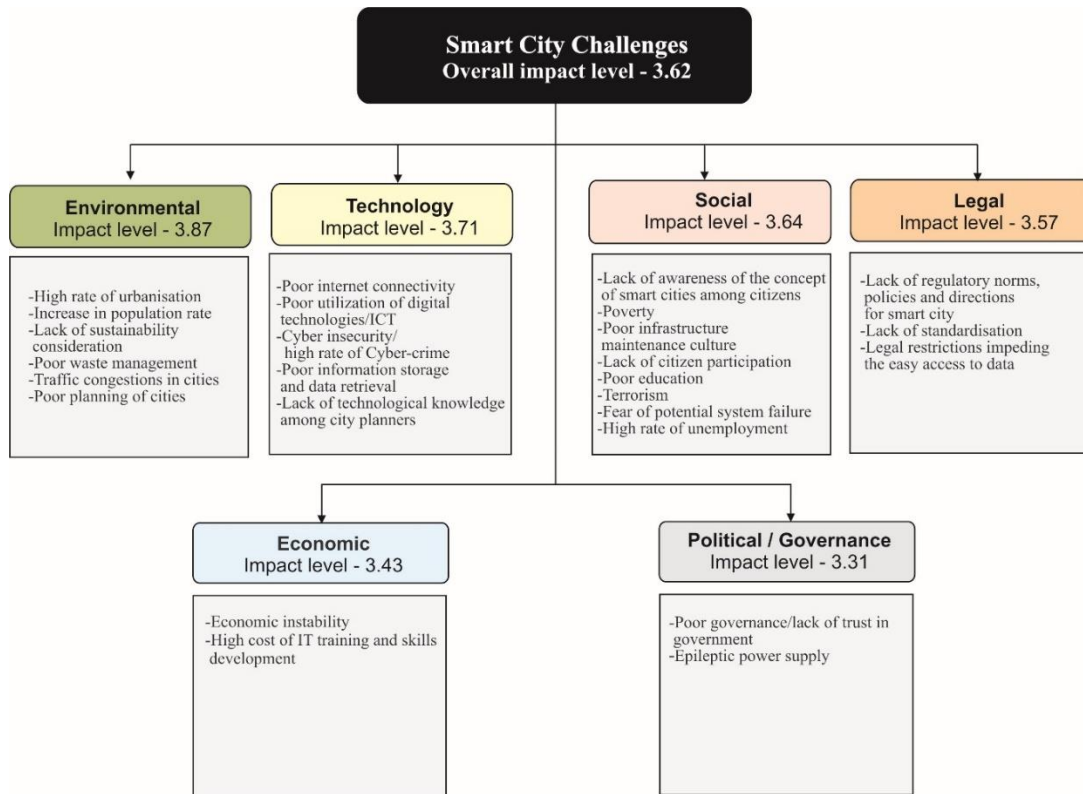 Smart City Challenges
Overall impact level - 3.62
Environmental
Impact level - 3.87
-High rate of urbanisation
-Increase in population rate
-Lack of sustainability
consideration
-Poor waste management
-Traffic congestions in cities
-Poor planning of cities
Technology
Impact level - 3.71
-Poor internet connectivity
-Poor utilization of digital
technologies/ICT
-Cyber insecurity/
high rate of Cyber-crime
-Poor information storage
and data retrieval
-Lack of technological knowledge
among city planners
Social
Impact level - 3.64
-Lack of awareness of the concept
of smart cities among citizens
-Poverty
-Poor infrastructure
maintenance culture
-Lack of citizen participation
-Poor education
-Terrorism
-Fear of potential system failure
-High rate of unemployment
Legal
Impact level - 3.57
-Lack of regulatory norms,
policies and directions
for smart city
-Lack of standardisation
-Legal restrictions impeding
the easy access to data
Economic
Impact level - 3.43
-Economic instability
-High cost of IT training and skills
development
Political / Governance
Impact level - 3.31
-Poor governance/lack of trust in
government
-Epileptic power supply